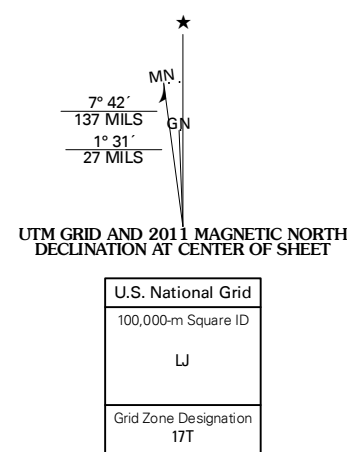 ★
MN
7° 42´
137 MILS
GN
1° 31´
27 MILS
UTM GRID AND 2011 MAGNETIC NORTH
DECLINATION AT CENTER OF SHEET
U.S. National Grid
100,000-m Square ID
LJ
Grid Zone Designation
17T